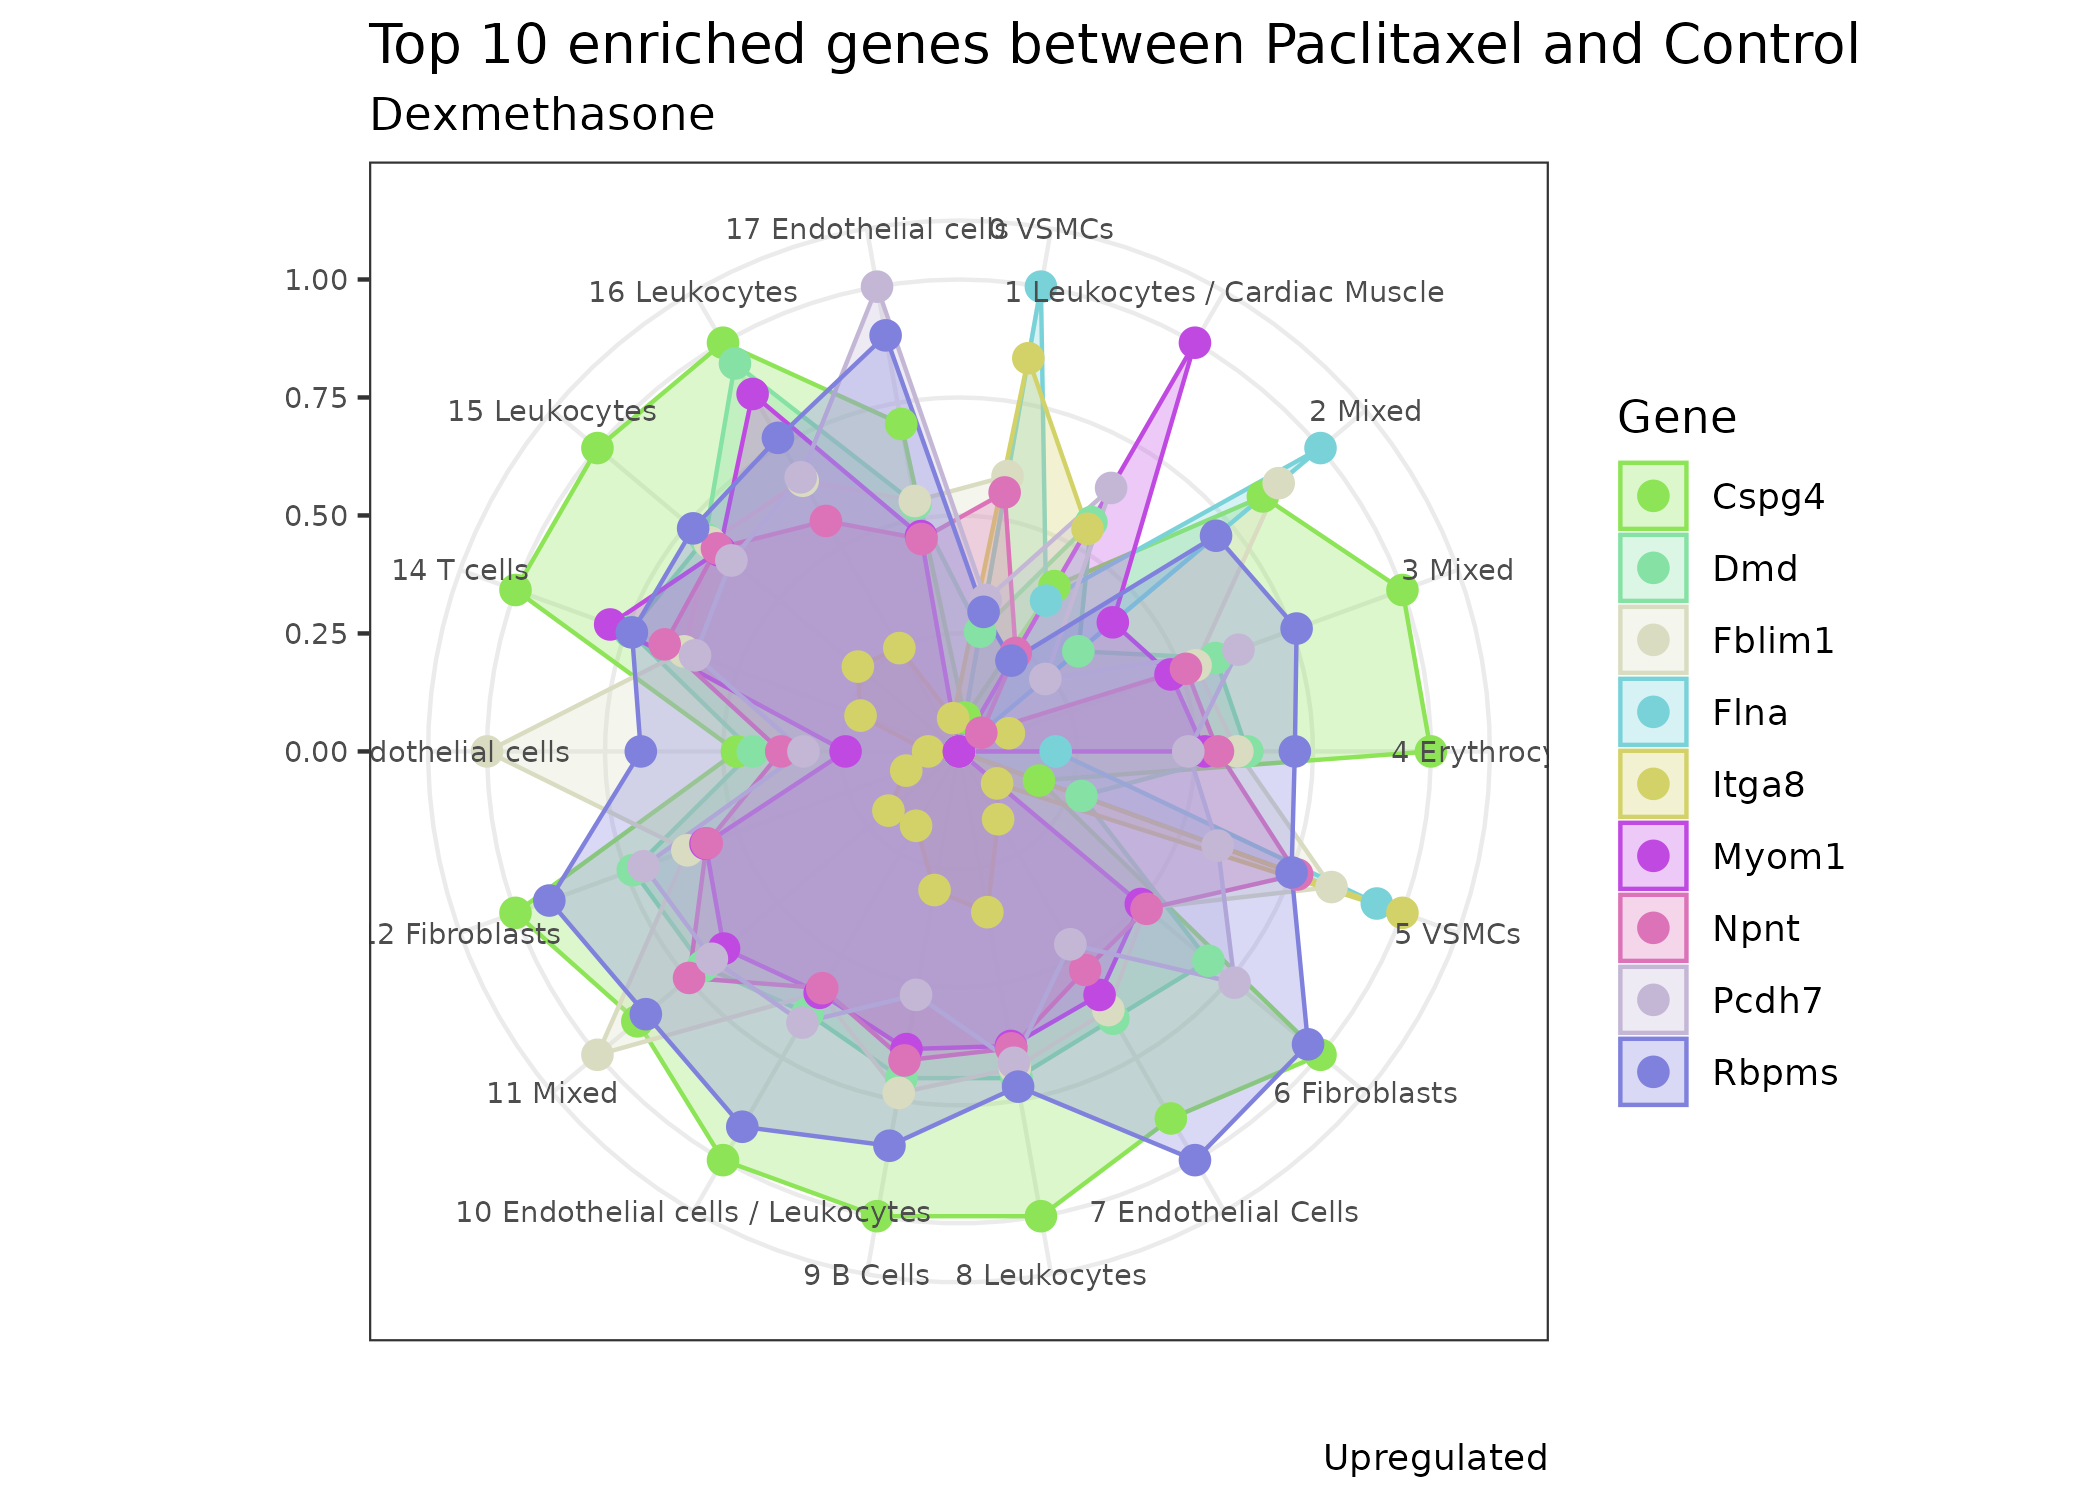 Top 10 enriched genes between Paclitaxel and Control
Dexmethasone
17 Endothelial cells
0 VSMCs
16 Leukocytes
1 Leukocytes / Cardiac Muscle
15 Leukocytes
2 Mixed
14 T cells
3 Mixed
dothelial cells
4 Erythrocy
2 Fibroblasts
5 VSMCs
11 Mixed
6 Fibroblasts
10 Endothelial cells / Leukocytes
7 Endothelial Cells
9 B Cells
8 Leukocytes
1.00
0.75
0.50
0.25
0.00
Gene
Cspg4
Dmd
Fblim1
Flna
Itga8
Myom1
Npnt
Pcdh7
Rbpms
Upregulated